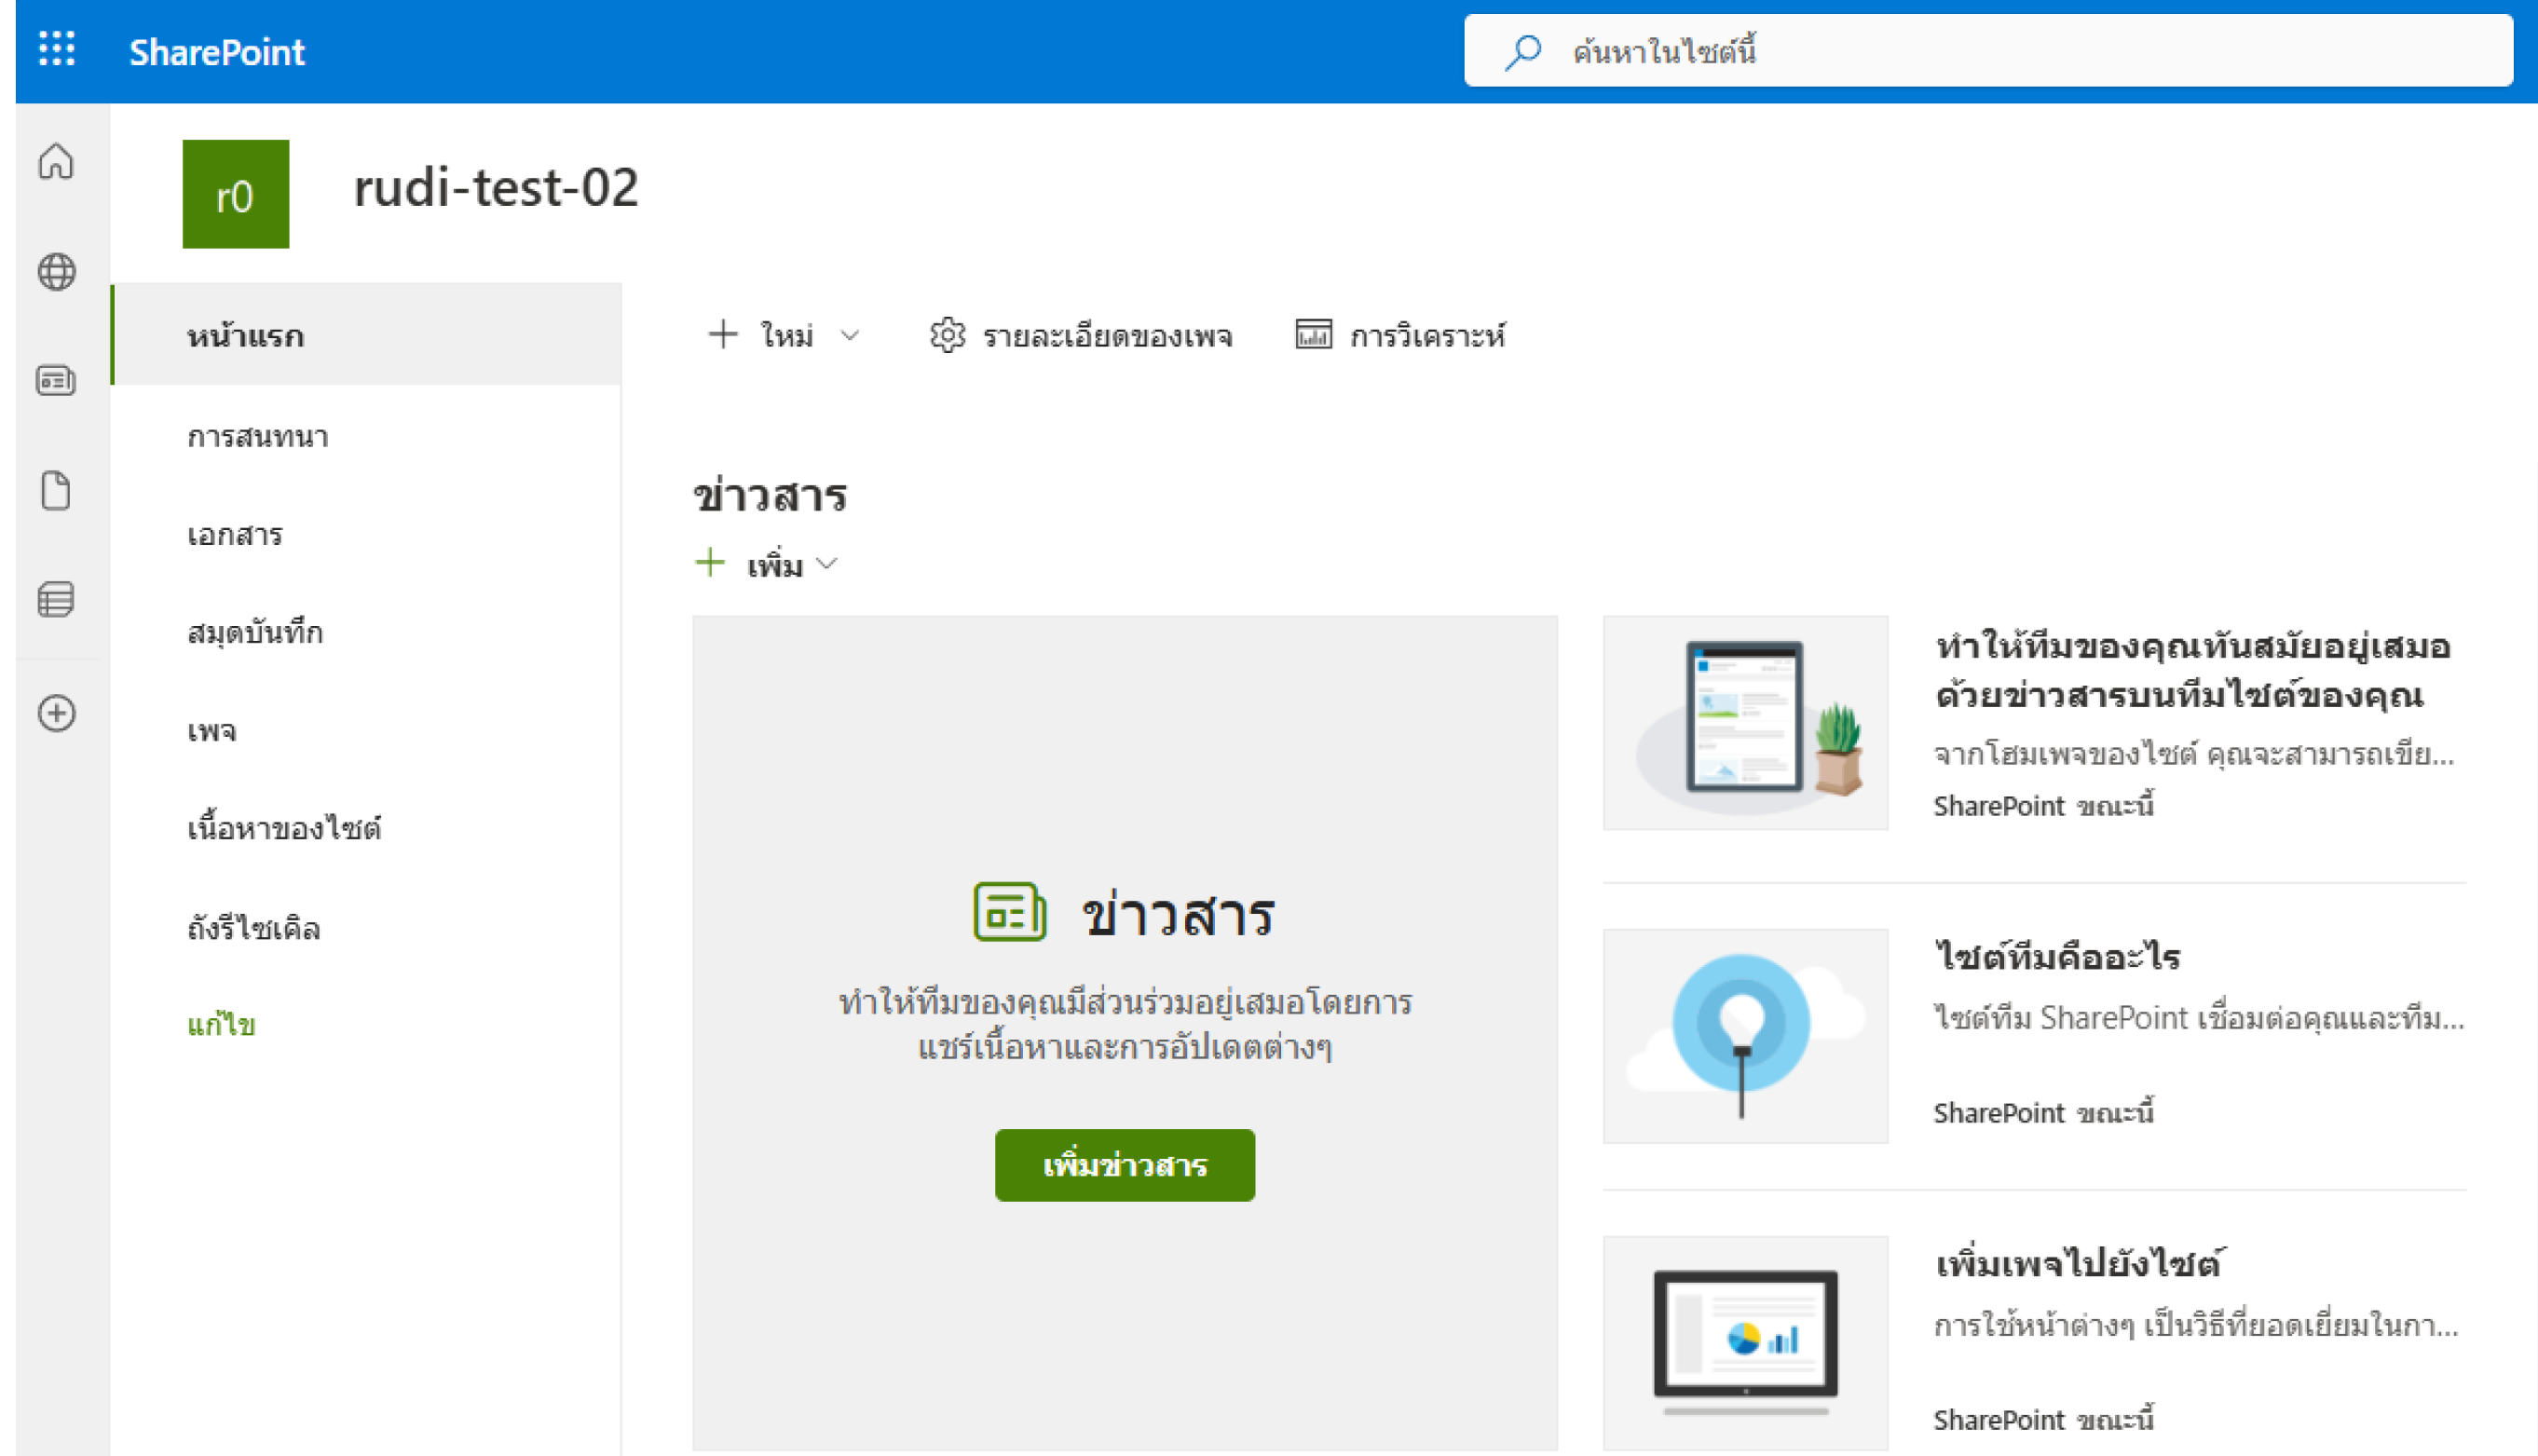 SharePoint
ค้นหาในไซต์นี้
r0
rudi-test-02
หน้าแรก
การสนทนา
เอกสาร
สมุดบันทึก
เพจ
เนื้อหาของไซต์
ถังรีไซเคิล
แก้ไข
ใหม่
รายละเอียดของเพจ
การวิเคราะห์
ข่าวสาร
เพิ่ม
ข่าวสาร
ทำให้ทีมของคุณมีส่วนร่วมอยู่เสมอโดยการ
แชร์เนื้อหาและการอัปเดตต่างๆ
เพิ่มข่าวสาร
ทำให้ทีมของคุณทันสมัยอยู่เสมอ
ด้วยข่าวสารบนทีมไซต์ของคุณ
จากโฮมเพจของไซต์ คุณจะสามารถเขีย...
SharePoint ขณะนี้
ไซต์ทีมคืออะไร
ไซต์ทีม SharePoint เชื่อมต่อคุณและทีม...
SharePoint ขณะนี้
เพิ่มเพจไปยังไซต์
การใช้หน้าต่างๆ เป็นวิธีที่ยอดเยี่ยมในกา...
SharePoint ขณะนี้